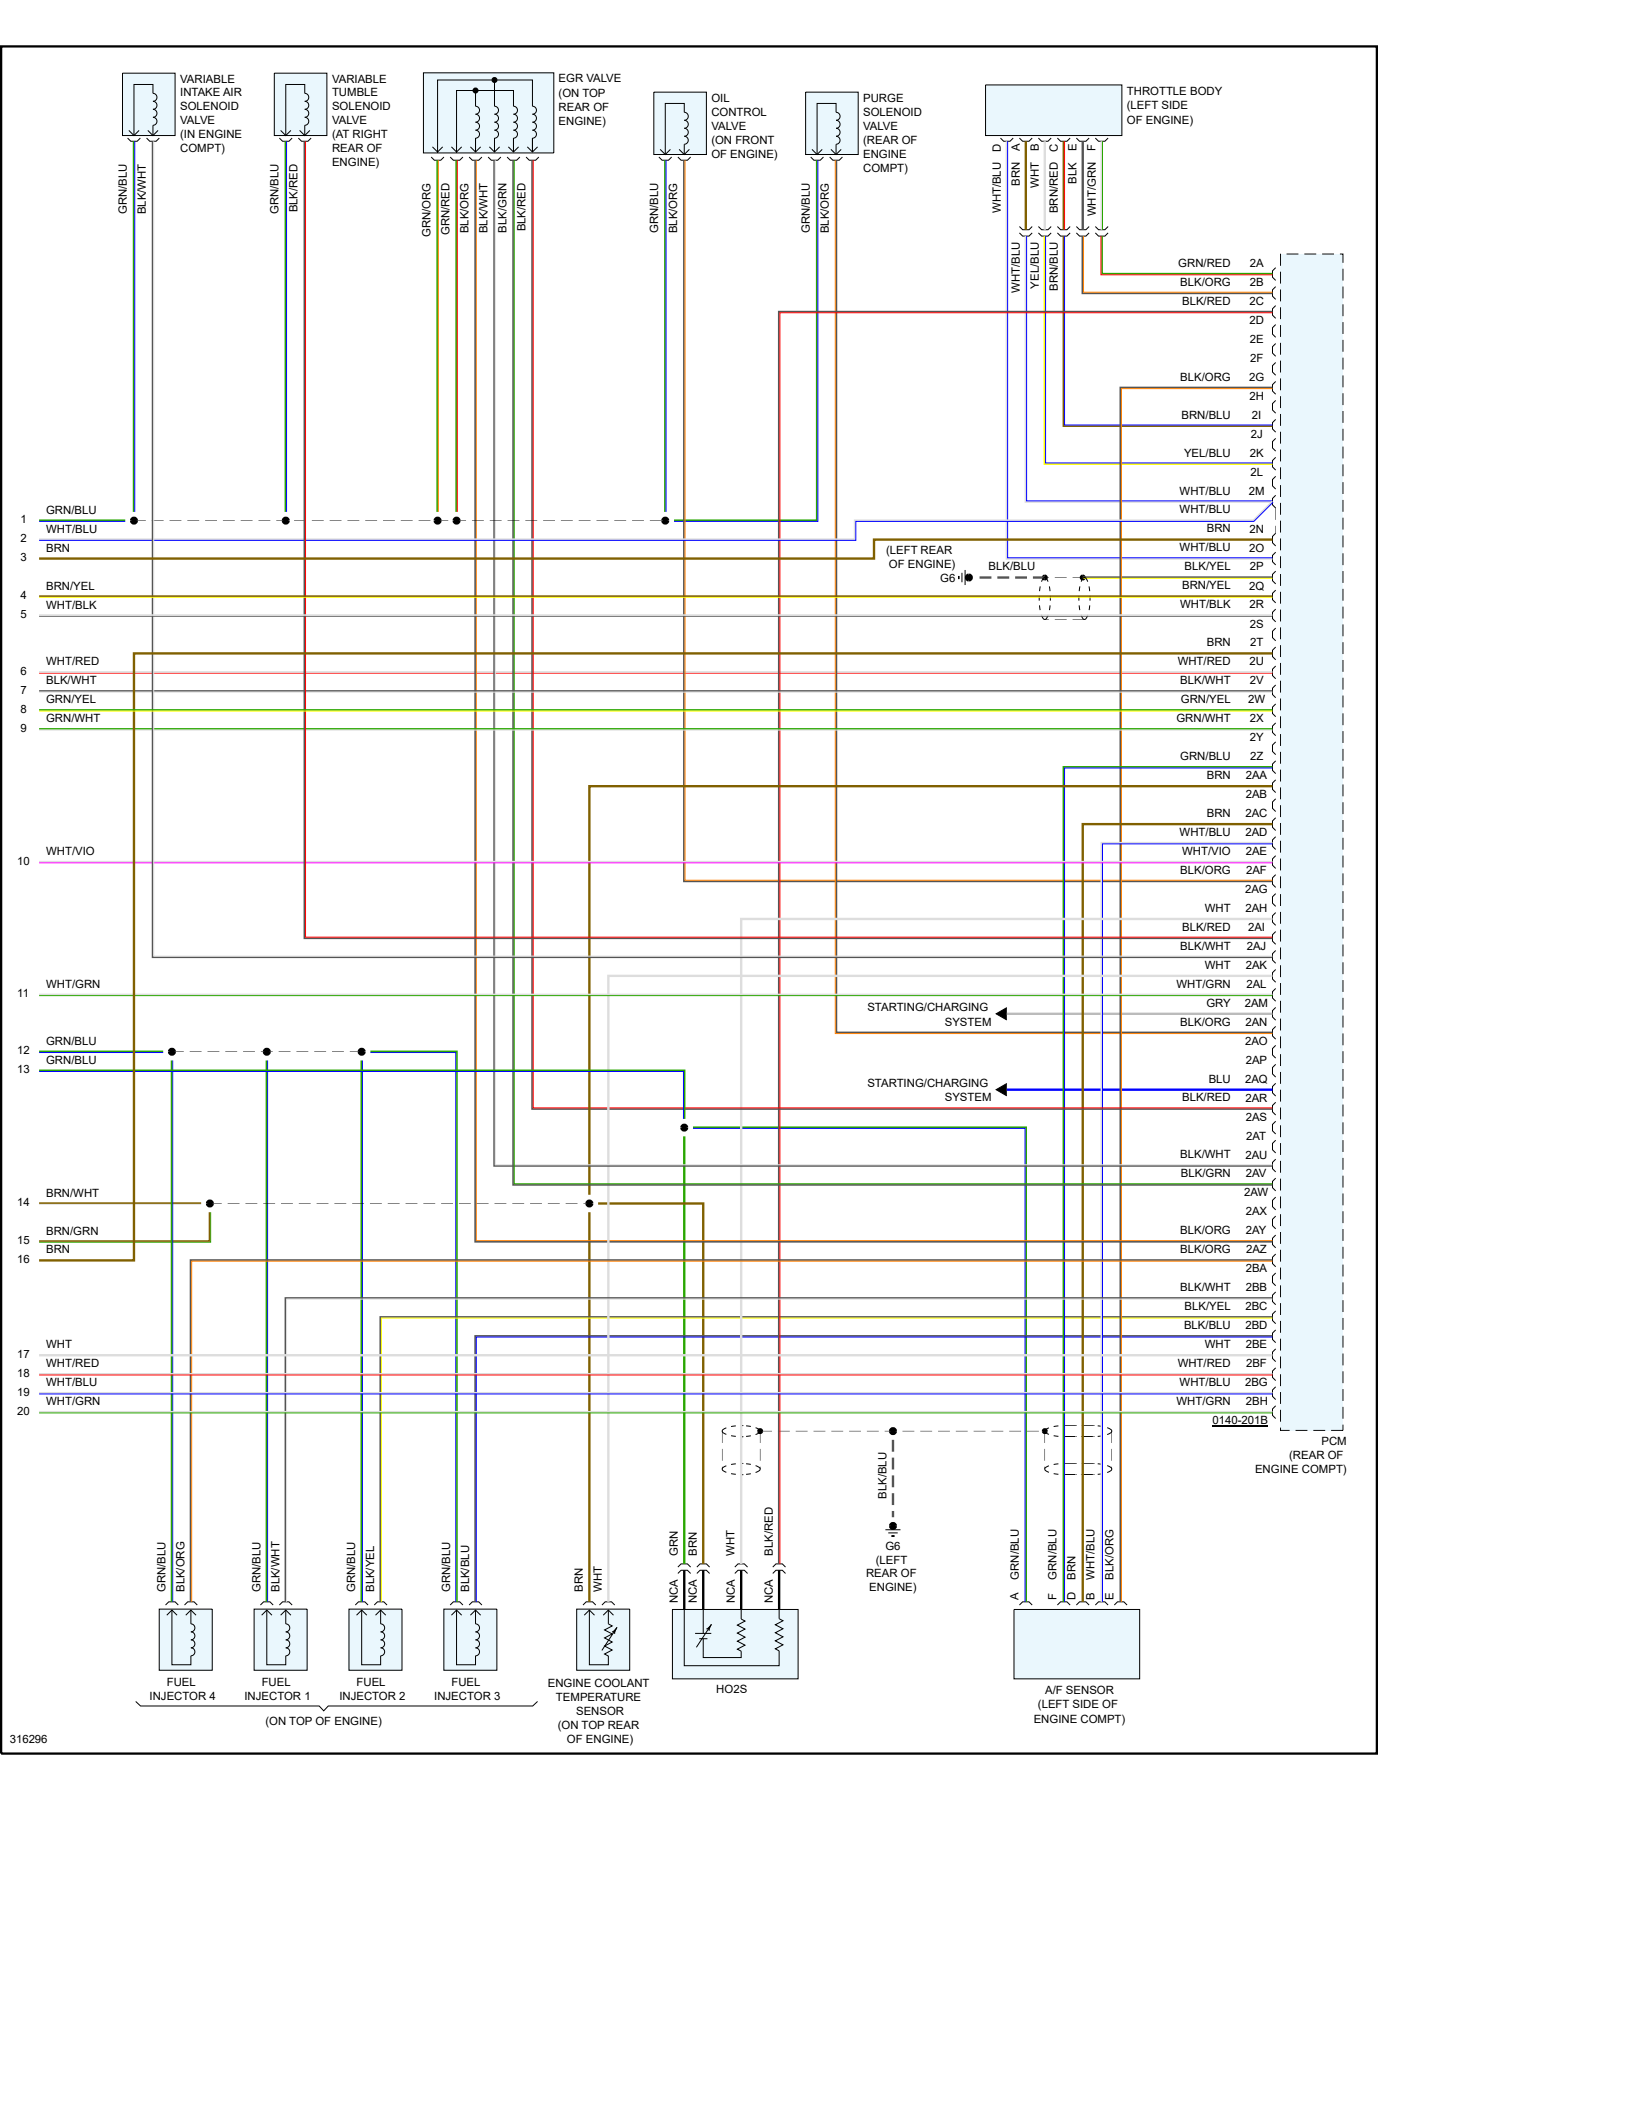 VARIABLE
INTAKE AIR
SOLENOID
VALVE
(IN ENGINE
COMPT)
VARIABLE
TUMBLE
SOLENOID
VALVE
(AT RIGHT
REAR OF
ENGINE)
EGR VALVE
(ON TOP
REAR OF
ENGINE)
OIL
CONTROL
VALVE
(ON FRONT
OF ENGINE)
PURGE
SOLENOID
VALVE
(REAR OF
ENGINE
COMPT)
THROTTLE BODY
(LEFT SIDE
OF ENGINE)
GRN/BLU
BLK/WHT
GRN/BLU
BLK/RED
GRN/ORG
GRN/RED
BLK/ORG
BLK/WHT
BLK/GRN
BLK/RED
GRN/BLU
BLK/ORG
GRN/BLU
BLK/ORG
WHT/BLU D
BRN A
WHT B
BRN/RED C
BLK E
WHT/GRN F
WHT/BLU
YEL/BLU
BRN/BLU
GRN/RED 2A
BLK/ORG 2B
BLK/RED 2C
2D
2E
2F
BLK/ORG 2G
2H
BRN/BLU 2I
2J
YEL/BLU 2K
2L
WHT/BLU 2M
1 GRN/BLU
WHT/BLU
2 WHT/BLU
BRN 2N
3 BRN
(LEFT REAR
OF ENGINE)
WHT/BLU 2O
G6
BLK/BLU
BLK/YEL 2P
4 BRN/YEL
BRN/YEL 2Q
5 WHT/BLK
WHT/BLK 2R
2S
BRN 2T
6 WHT/RED
WHT/RED 2U
7 BLK/WHT
BLK/WHT 2V
8 GRN/YEL
GRN/YEL 2W
9 GRN/WHT
GRN/WHT 2X
2Y
GRN/BLU 2Z
BRN 2AA
2AB
BRN 2AC
WHT/BLU 2AD
10 WHT/VIO
WHT/VIO 2AE
BLK/ORG 2AF
2AG
WHT 2AH
BLK/RED 2AI
BLK/WHT 2AJ
WHT 2AK
11 WHT/GRN
WHT/GRN 2AL
STARTING/CHARGING
SYSTEM
GRY 2AM
BLK/ORG 2AN
12 GRN/BLU
2AO
13 GRN/BLU
2AP
STARTING/CHARGING
SYSTEM
BLU 2AQ
BLK/RED 2AR
2AS
2AT
BLK/WHT 2AU
BLK/GRN 2AV
14 BRN/WHT
2AW
2AX
15 BRN/GRN
BLK/ORG 2AY
16 BRN
BLK/ORG 2AZ
2BA
BLK/WHT 2BB
BLK/YEL 2BC
BLK/BLU 2BD
17 WHT
WHT 2BE
18 WHT/RED
WHT/RED 2BF
19 WHT/BLU
WHT/BLU 2BG
20 WHT/GRN
WHT/GRN 2BH
0140-201B
PCM
(REAR OF
ENGINE COMPT)
BLK/BLU
G6
(LEFT
REAR OF
ENGINE)
GRN/BLU
BLK/ORG
GRN/BLU
BLK/WHT
GRN/BLU
BLK/YEL
GRN/BLU
BLK/BLU
BRN
WHT
GRN
BRN
WHT
BLK/RED
NCA
NCA
NCA
NCA
A GRN/BLU
F GRN/BLU
D BRN
B WHT/BLU
E BLK/ORG
FUEL
INJECTOR 4
FUEL
INJECTOR 1
FUEL
INJECTOR 2
FUEL
INJECTOR 3
(ON TOP OF ENGINE)
ENGINE COOLANT
TEMPERATURE
SENSOR
(ON TOP REAR
OF ENGINE)
HO2S
A/F SENSOR
(LEFT SIDE OF
ENGINE COMPT)
316296